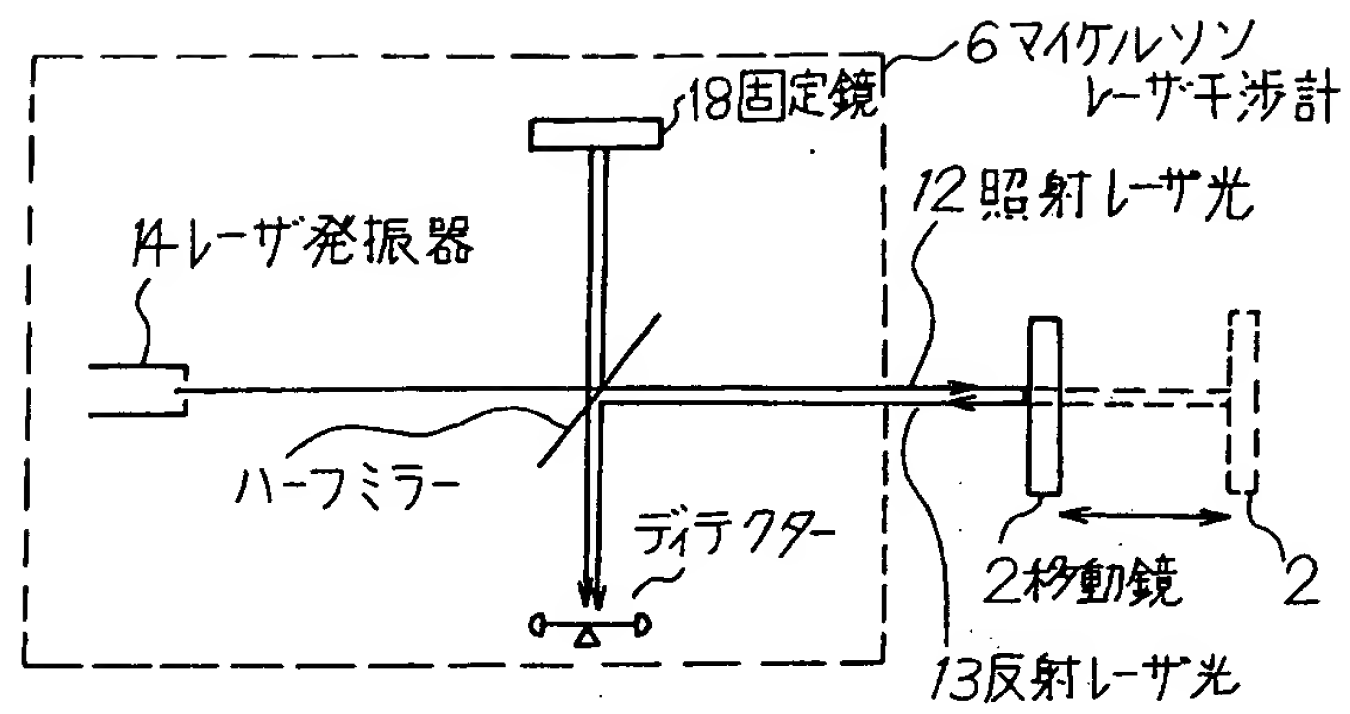 6マイケルソン
レーザ干渉計
18固定鏡
12照射レーザ光
14レーザ発振器
ハーフミラー
ディテクター
2移動鏡
2
13反射レーザ光